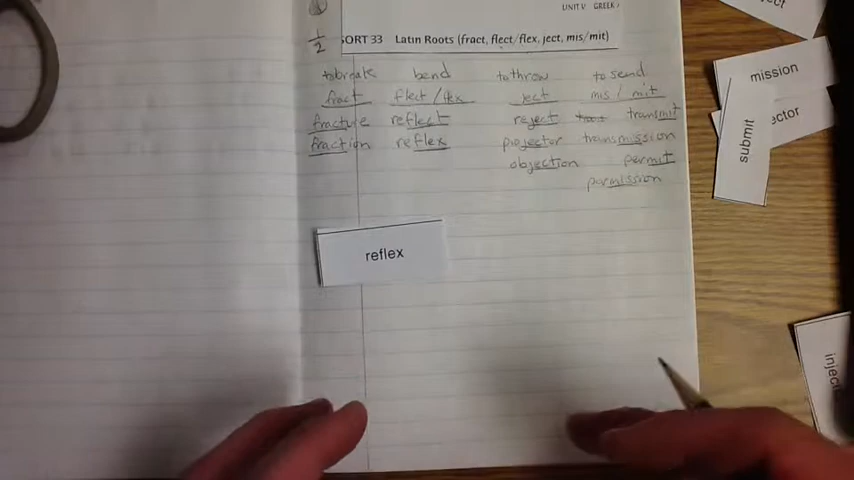 UNIT V GREEK
SORT 33 Latin Roots (fract, flect/flex, ject, mis/mit)
1/2
to break bend to throw to send
fract flect/flex ject mis / mit
fracture reflect reject transmit
fraction reflex projector transmission
objection permit
permission
reflex
ject
mission
ector
submit
inject